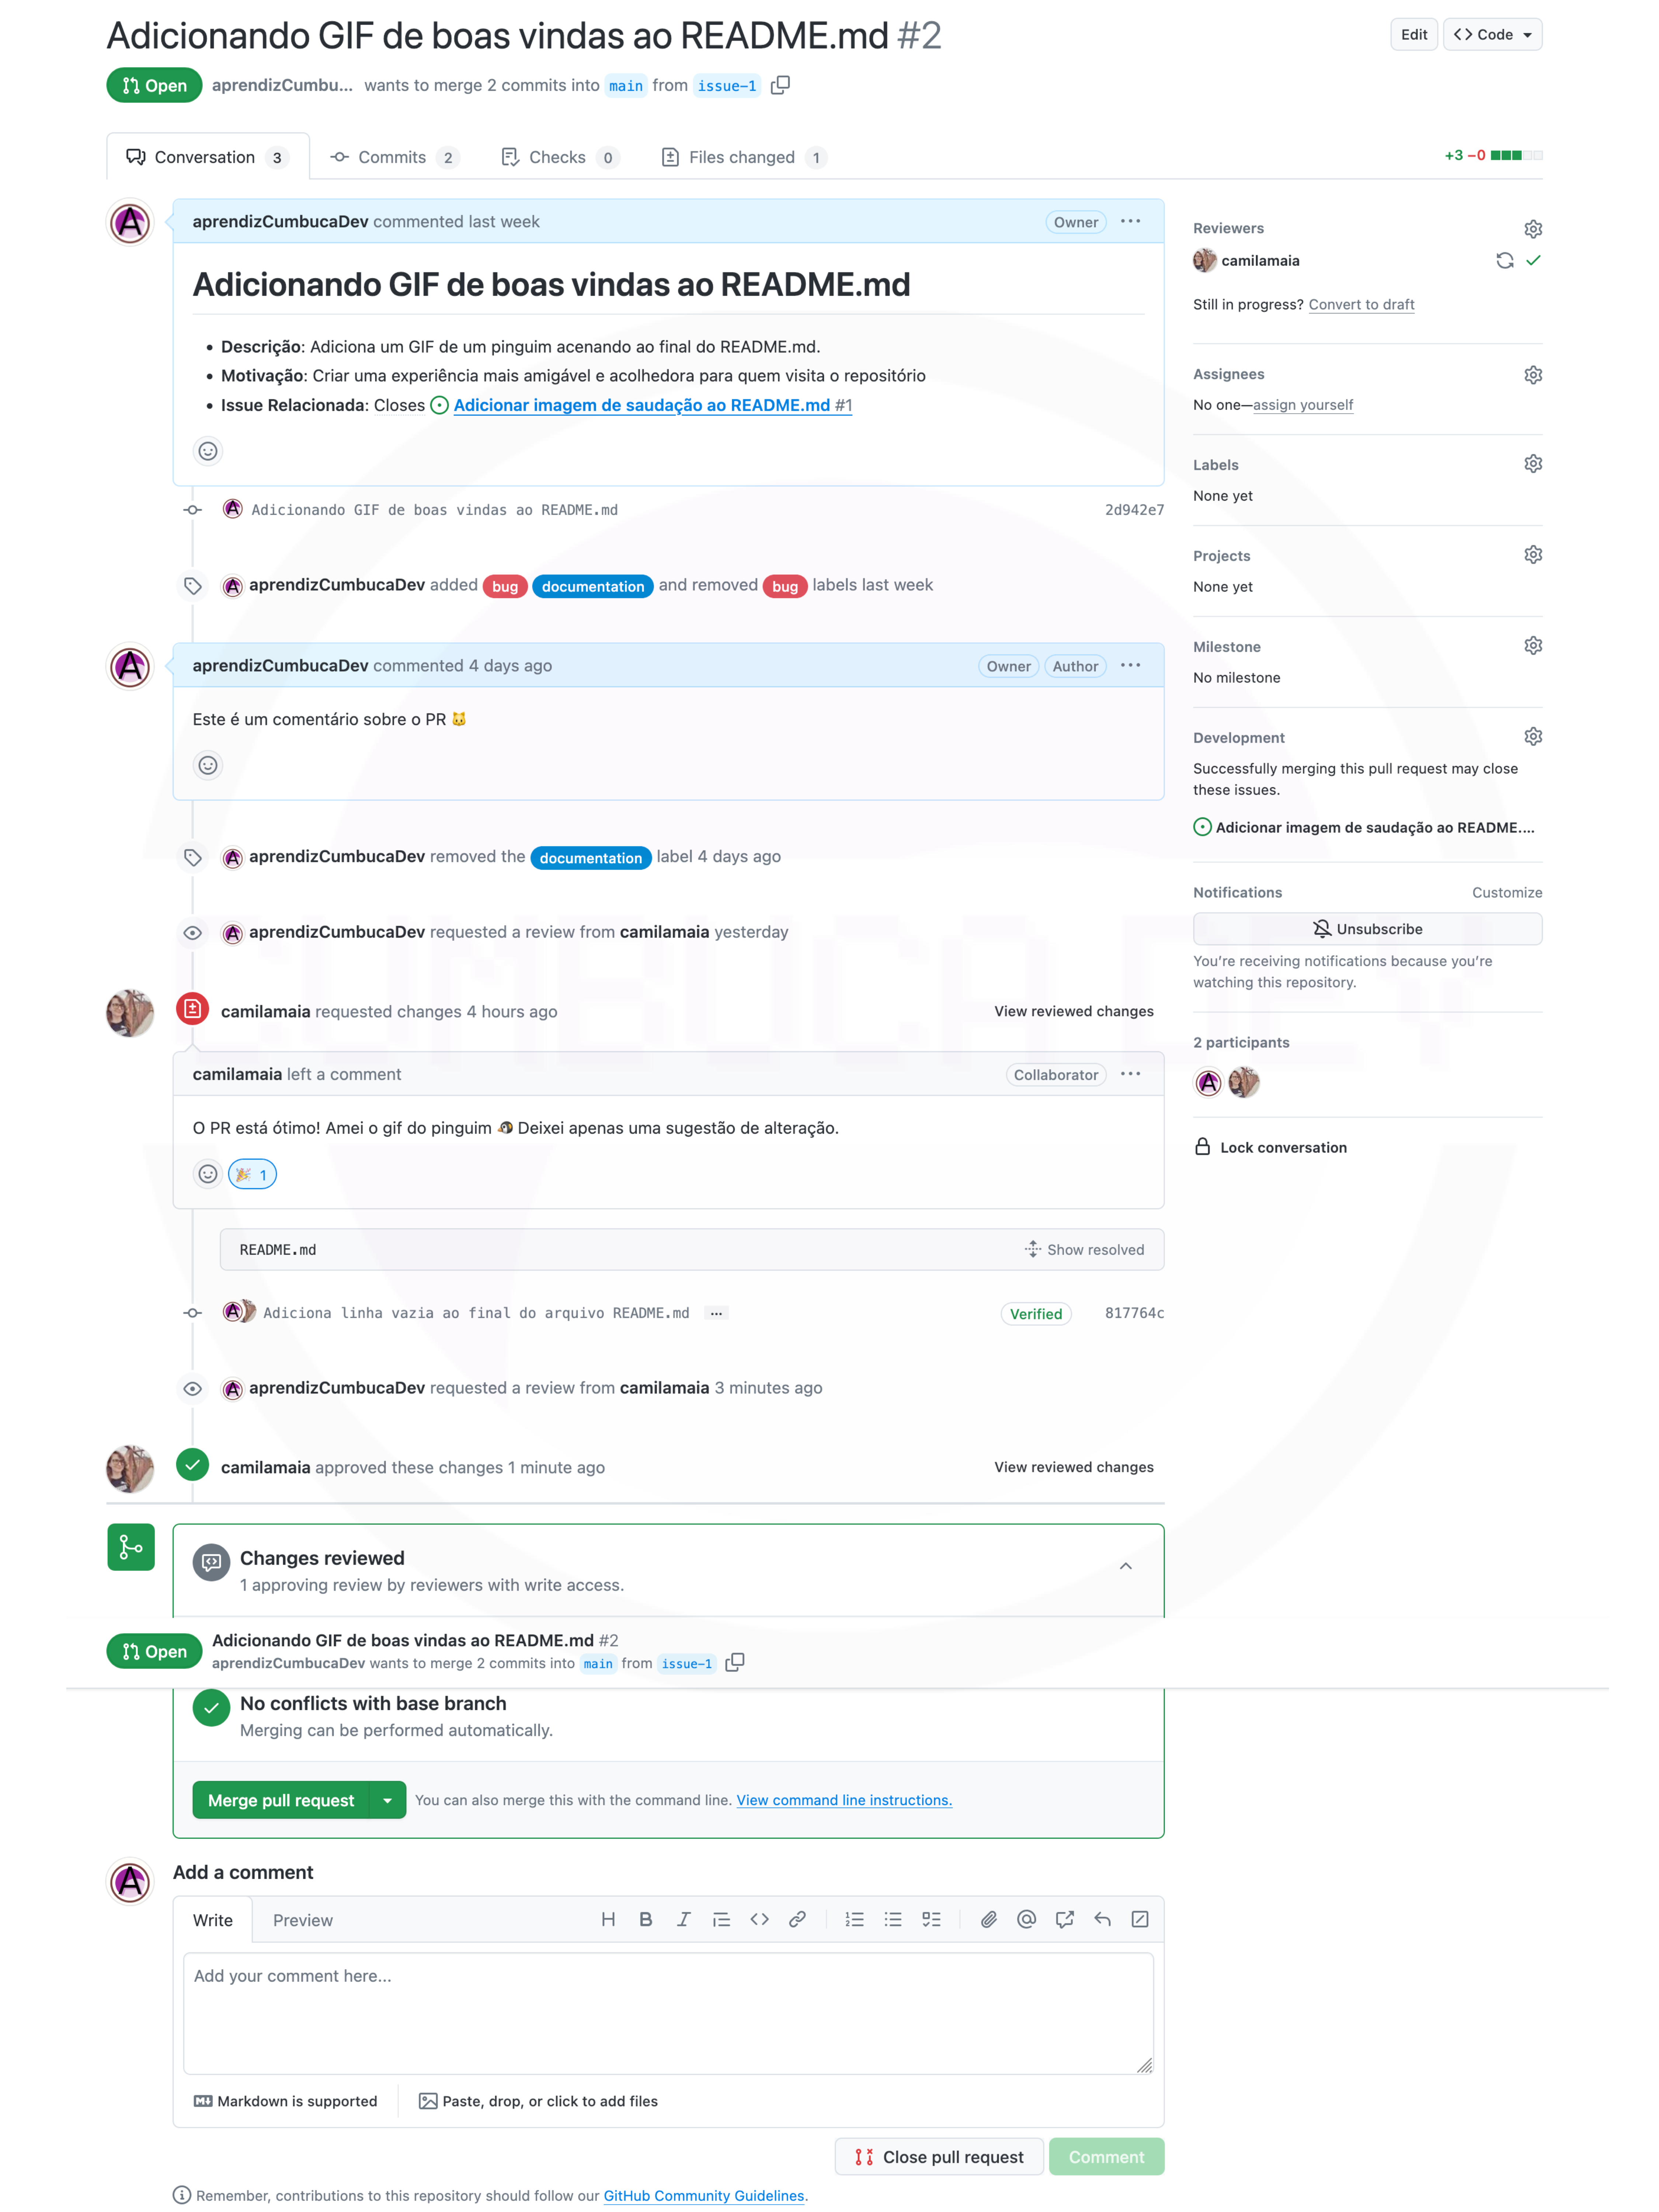 Adicionando GIF de boas vindas ao README.md #2
Edit
Code
Open
aprendizCumbu... wants to merge 2 commits into main from issue-1
Conversation 3
Commits 2
Checks 0
Files changed 1
+3 −0
aprendizCumbucaDev commented last week
Owner
Adicionando GIF de boas vindas ao README.md
Descrição: Adiciona um GIF de um pinguim acenando ao final do README.md.
Motivação: Criar uma experiência mais amigável e acolhedora para quem visita o repositório
Issue Relacionada: Closes Adicionar imagem de saudação ao README.md #1
Adicionando GIF de boas vindas ao README.md
2d942e7
aprendizCumbucaDev added bug documentation and removed bug labels last week
aprendizCumbucaDev commented 4 days ago
Owner
Author
Este é um comentário sobre o PR 🐱
aprendizCumbucaDev removed the documentation label 4 days ago
aprendizCumbucaDev requested a review from camilamaia yesterday
camilamaia requested changes 4 hours ago
View reviewed changes
camilamaia left a comment
Collaborator
O PR está ótimo! Amei o gif do pinguim 🐧 Deixei apenas uma sugestão de alteração.
🎉 1
README.md
Show resolved
Adiciona linha vazia ao final do arquivo README.md
Verified
817764c
aprendizCumbucaDev requested a review from camilamaia 3 minutes ago
camilamaia approved these changes 1 minute ago
View reviewed changes
Changes reviewed
1 approving review by reviewers with write access.
Open
Adicionando GIF de boas vindas ao README.md #2
aprendizCumbucaDev wants to merge 2 commits into main from issue-1
No conflicts with base branch
Merging can be performed automatically.
Merge pull request
You can also merge this with the command line. View command line instructions.
Add a comment
Write
Preview
Add your comment here...
Markdown is supported
Paste, drop, or click to add files
Close pull request
Comment
Remember, contributions to this repository should follow our GitHub Community Guidelines.
Reviewers
camilamaia
Still in progress? Convert to draft
Assignees
No one—assign yourself
Labels
None yet
Projects
None yet
Milestone
No milestone
Development
Successfully merging this pull request may close
these issues.
Adicionar imagem de saudação ao README....
Notifications
Customize
Unsubscribe
You're receiving notifications because you're
watching this repository.
2 participants
Lock conversation
CUMBUCA DEV